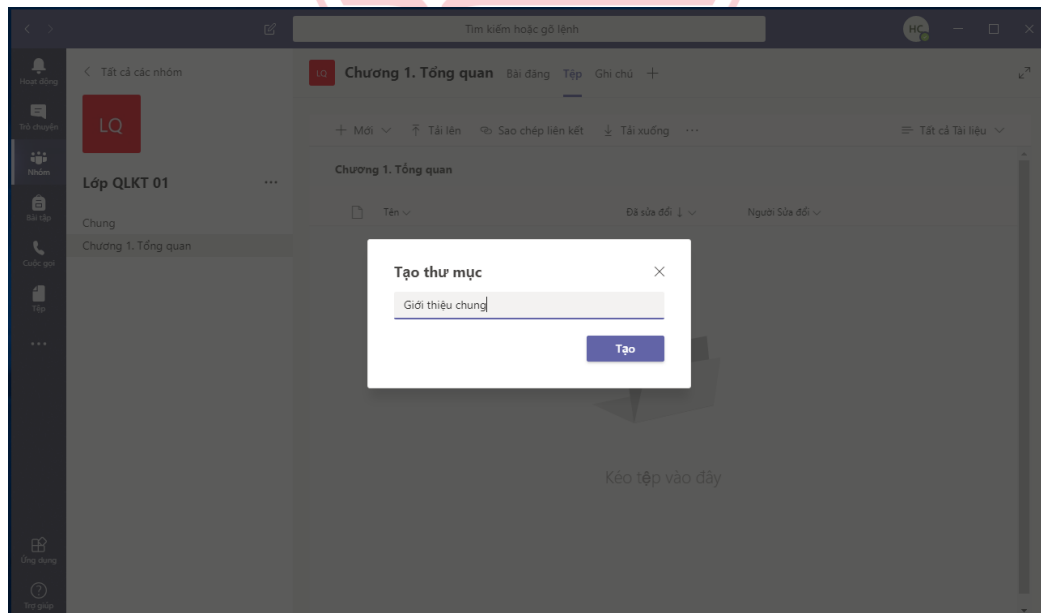 Tìm kiếm hoặc gõ lệnh
HC
Hoạt động
Trò chuyện
Nhóm
Bài tập
Cuộc gọi
Tệp
Ứng dụng
Trợ giúp
Tất cả các nhóm
LQ
Lớp QLKT 01
Chung
Chương 1. Tổng quan
LQ Chương 1. Tổng quan Bài đăng Tệp Ghi chú
Mới Tải lên Sao chép liên kết Tải xuống Tất cả Tài liệu
Chương 1. Tổng quan
Tên Đã sửa đổi Người Sửa đổi
Tạo thư mục
Giới thiệu chung
Tạo
Kéo tệp vào đây